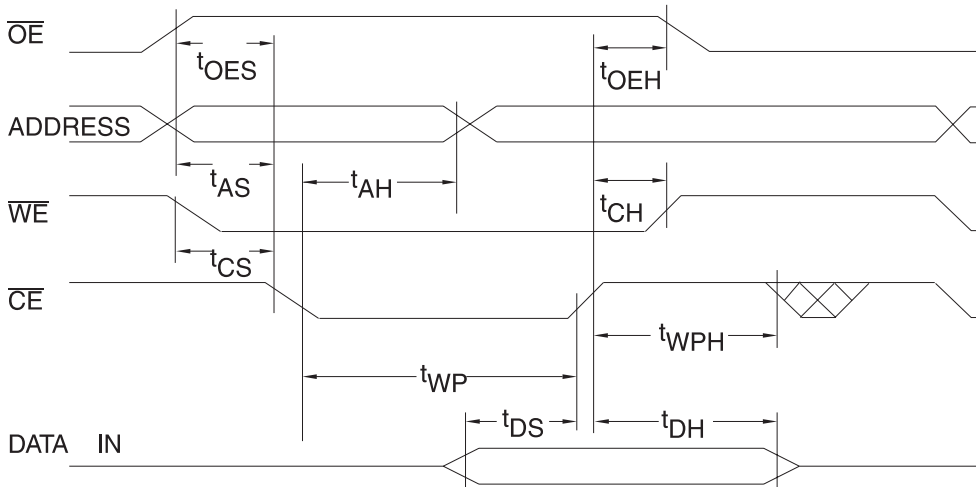 OE
tOES
tOEH
ADDRESS
tAS
tAH
WE
tCH
tCS
CE
tWPH
tWP
tDS
tDH
DATA IN